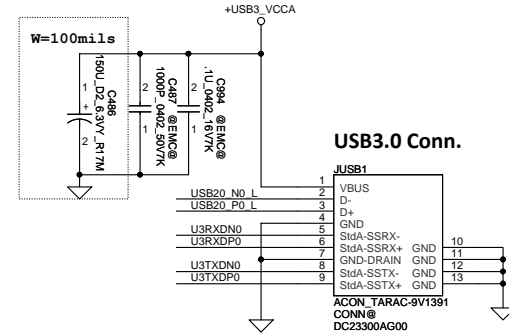 +USB3_VCCA
W=100mils
1
2
+
C486
150U_D2_6.3VY_R17M
2
1
C487 @EMC@
1000P_0402_50V7K
2
1
C994 @EMC@
.1U_0402_16V7K
USB3.0 Conn.
JUSB1
1 VBUS
USB20_N0_L 2 D-
USB20_P0_L 3 D+
4 GND
U3RXDN0 5 StdA-SSRX-
U3RXDP0 6 StdA-SSRX+ GND 10
7 GND-DRAIN GND 11
U3TXDN0 8 StdA-SSTX- GND 12
U3TXDP0 9 StdA-SSTX+ GND 13
ACON_TARAC-9V1391
CONN@
DC23300AG00